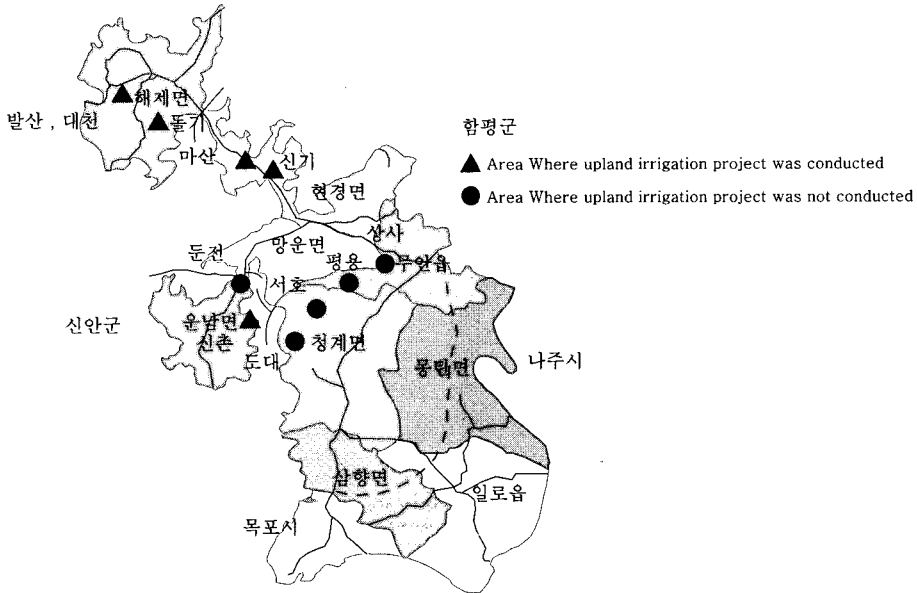 해제면
발산 , 대천
돌기
함평군
마산
신기
▲ Area Where upland irrigation project was conducted
현경면
● Area Where upland irrigation project was not conducted
상사
둔전
망운면
평용
무안읍
서호
신안군
운남면
신촌
청계면
도대
몽탄면
나주시
삼향면
일로읍
목포시